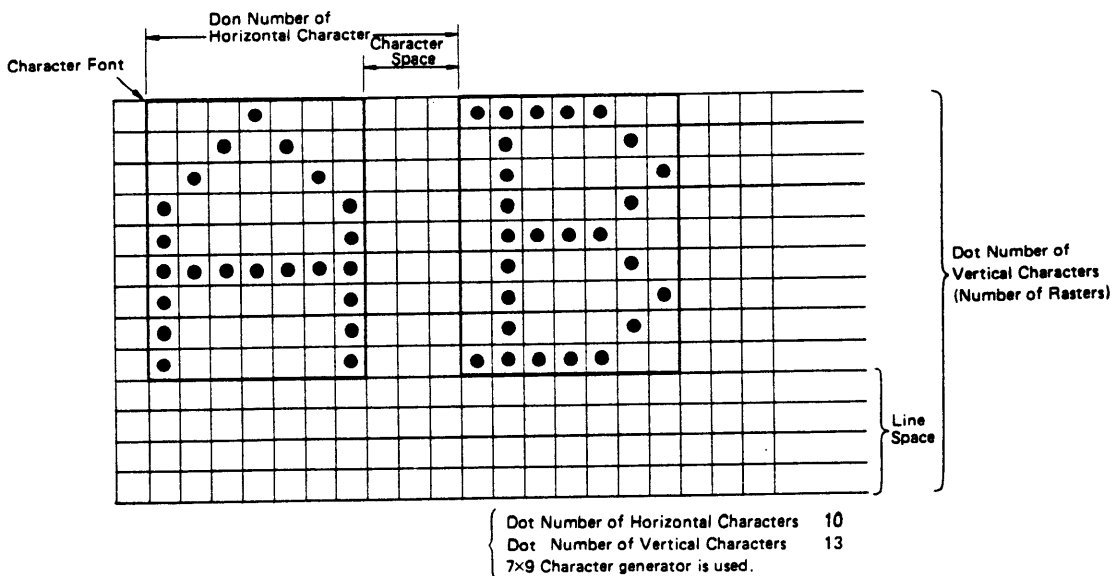 Don Number of
Horizontal Character
Character
Space
Character Font
Dot Number of
Vertical Characters
(Number of Rasters)
Line
Space
Dot Number of Horizontal Characters 10
Dot Number of Vertical Characters 13
7×9 Character generator is used.